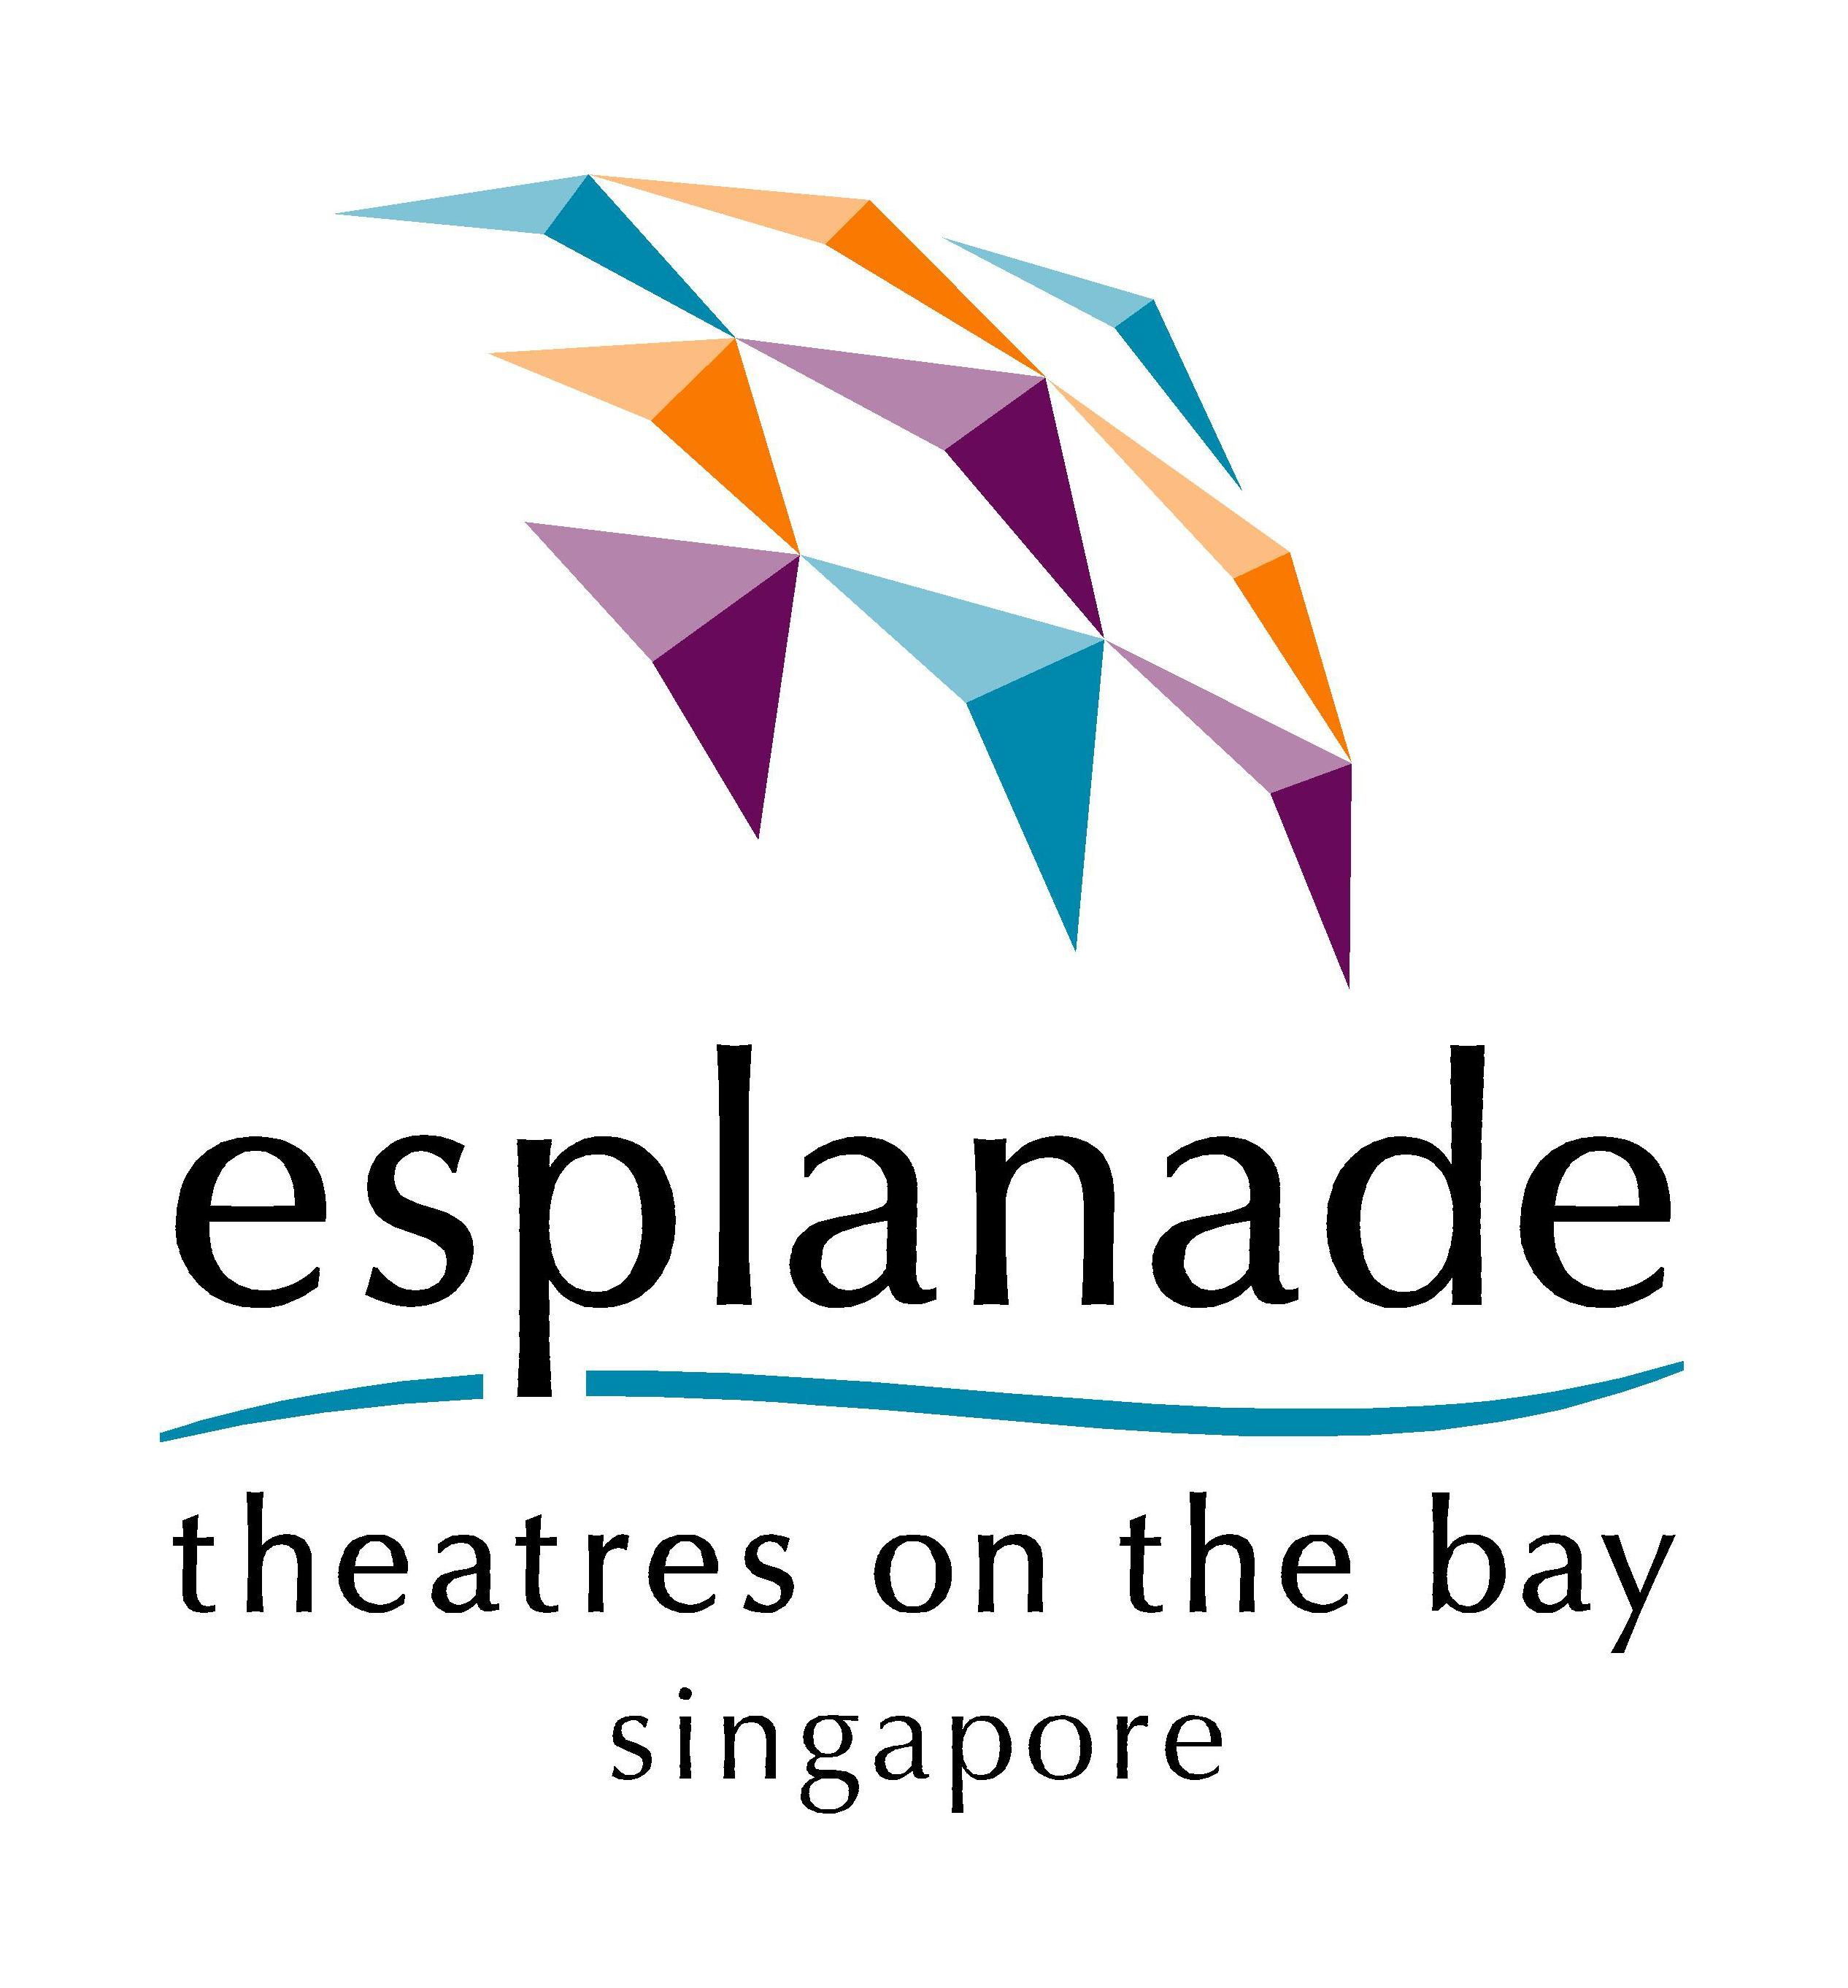 esplanade
theatres on the bay
singapore